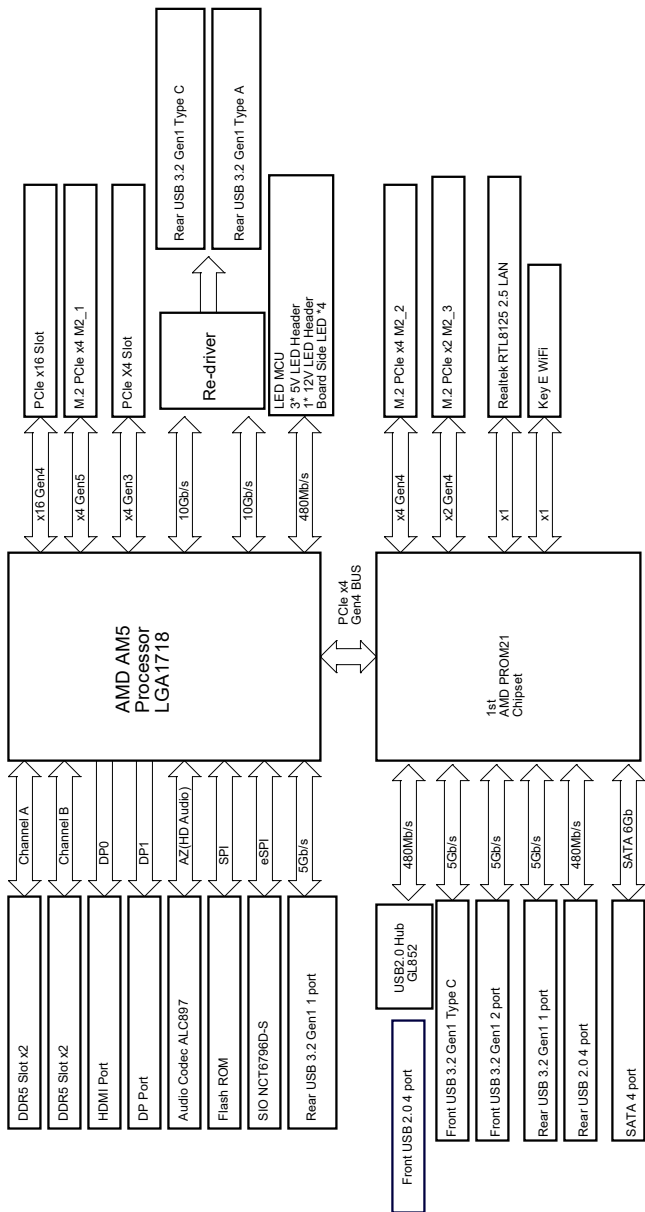 DDR5 Slot x2
DDR5 Slot x2
HDMI Port
DP Port
Audio Codec ALC897
Flash ROM
SIO NCT6796D-S
Rear USB 3.2 Gen1 1 port
Channel A
Channel B
DP0
DP1
AZ(HD Audio)
SPI
eSPI
5Gb/s
AMD AM5
Processor
LGA1718
x16 Gen4
x4 Gen5
x4 Gen3
10Gb/s
10Gb/s
480Mb/s
PCIe x16 Slot
M.2 PCIe x4 M2_1
PCIe X4 Slot
Re-driver
Rear USB 3.2 Gen1 Type C
Rear USB 3.2 Gen1 Type A
LED MCU
3* 5V LED Header
1* 12V LED Header
Board Side LED *4
PCIe x4
Gen4 BUS
Front USB 2.0 4 port
USB2.0 Hub
GL852
Front USB 3.2 Gen1 Type C
Front USB 3.2 Gen1 2 port
Rear USB 3.2 Gen1 1 port
Rear USB 2.0 4 port
SATA 4 port
480Mb/s
5Gb/s
5Gb/s
5Gb/s
480Mb/s
SATA 6Gb
1st
AMD PROM21
Chipset
x4 Gen4
x2 Gen4
x1
x1
M.2 PCIe x4 M2_2
M.2 PCIe x2 M2_3
Realtek RTL8125 2.5 LAN
Key E WiFi